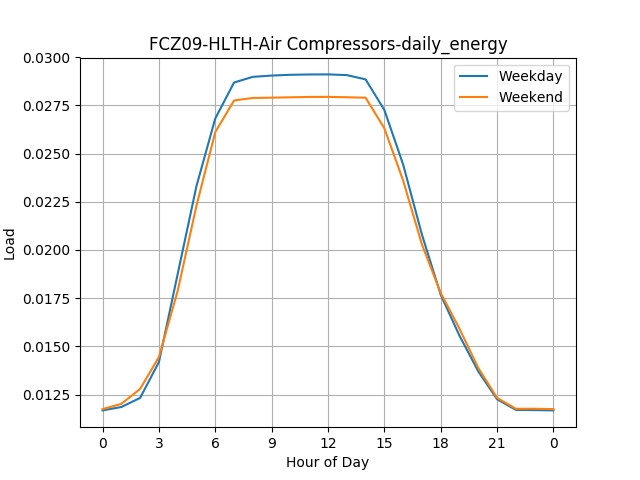 FCZ09-HLTH-Air Compressors-daily_energy
Weekday
Weekend
Load
0.0300
0.0275
0.0250
0.0225
0.0200
0.0175
0.0150
0.0125
0 3 6 9 12 15 18 21 0
Hour of Day